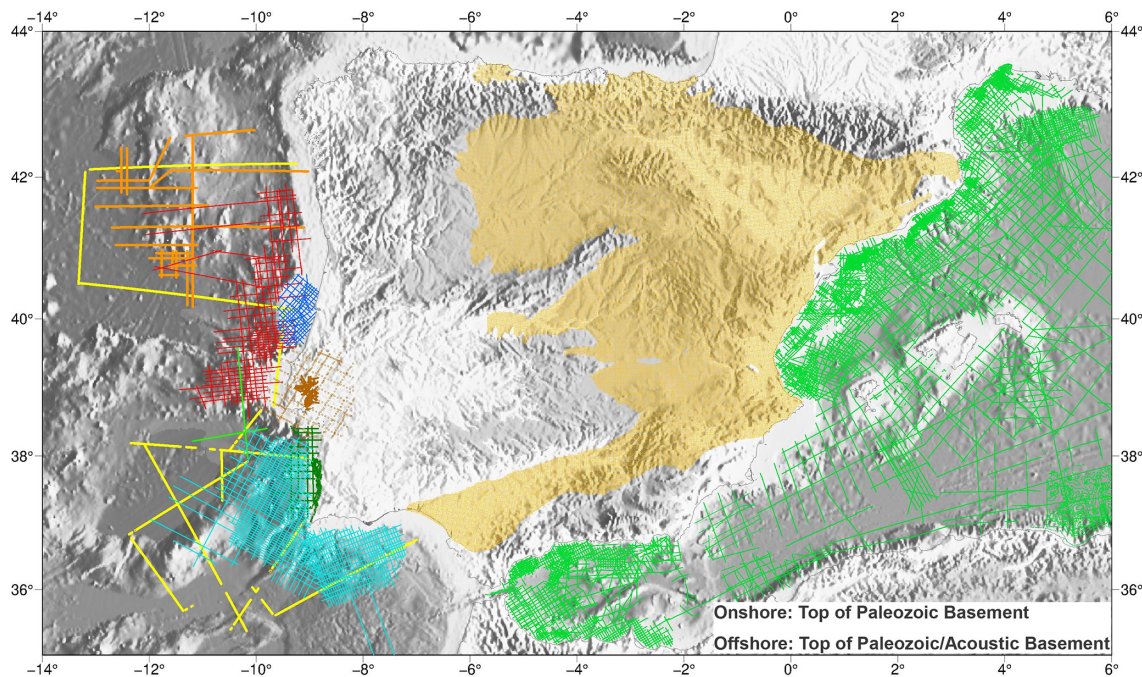 −14° −12° −10° −8° −6° −4° −2° 0° 2° 4° 6°
44° 44°
42° 42°
40° 40°
38° 38°
36° 36°
Onshore: Top of Paleozoic Basement
Offshore: Top of Paleozoic/Acoustic Basement
−14° −12° −10° −8° −6° −4° −2° 0° 2° 4° 6°